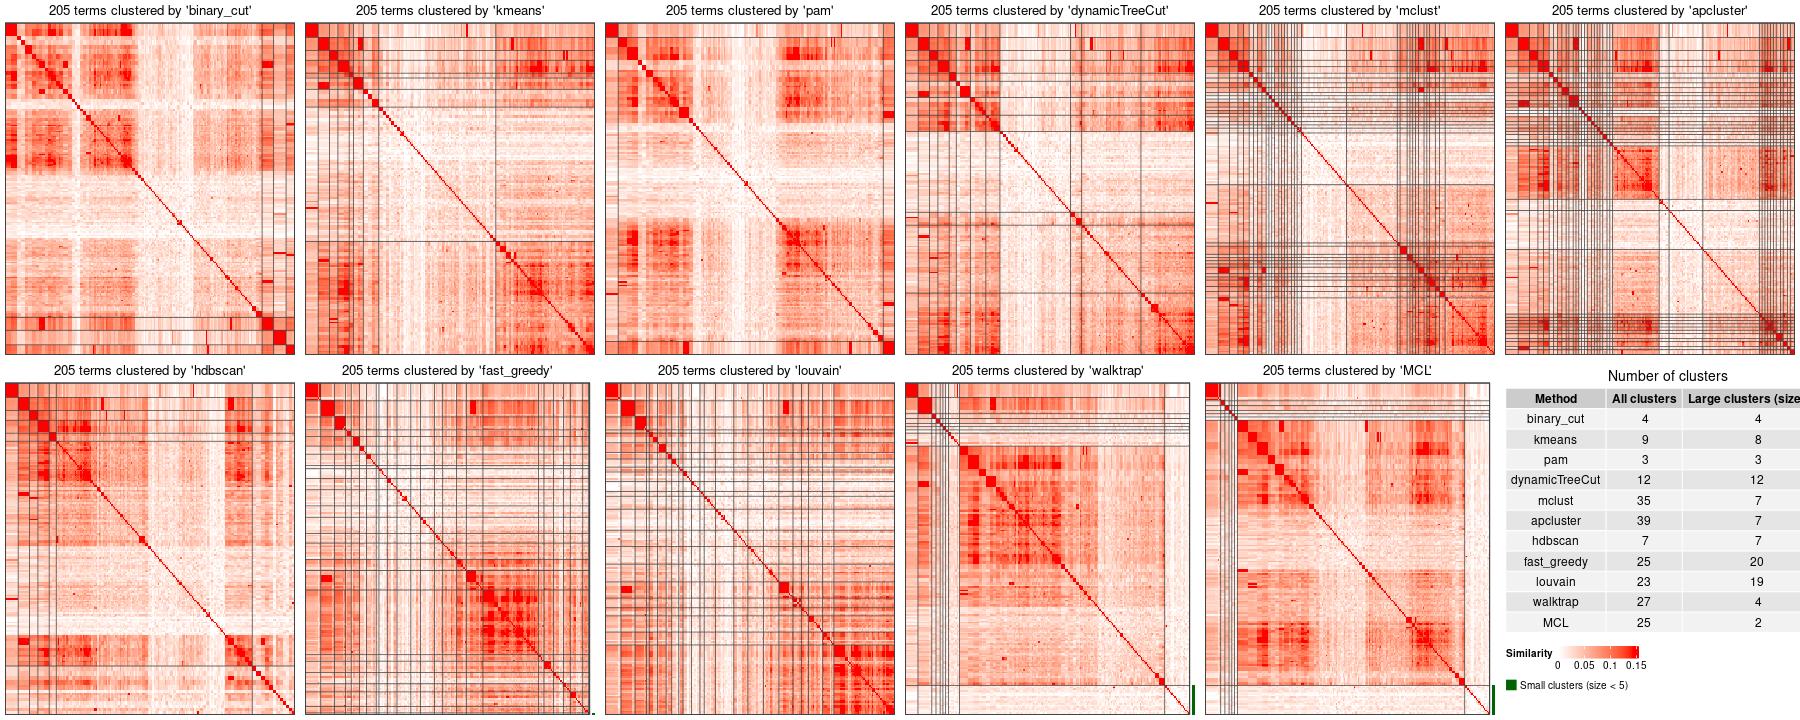 205 terms clustered by 'binary_cut'
205 terms clustered by 'kmeans'
205 terms clustered by 'pam'
205 terms clustered by 'dynamicTreeCut'
205 terms clustered by 'mclust'
205 terms clustered by 'apcluster'
205 terms clustered by 'hdbscan'
205 terms clustered by 'fast_greedy'
205 terms clustered by 'louvain'
205 terms clustered by 'walktrap'
205 terms clustered by 'MCL'
Number of clusters
Method All clusters Large clusters (size
binary_cut 4 4
kmeans 9 8
pam 3 3
dynamicTreeCut 12 12
mclust 35 7
apcluster 39 7
hdbscan 7 7
fast_greedy 25 20
louvain 23 19
walktrap 27 4
MCL 25 2
Similarity
0 0.05 0.1 0.15
Small clusters (size < 5)